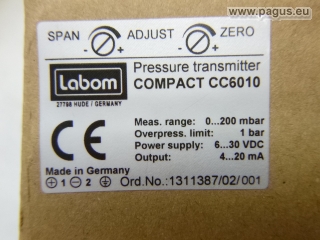 www.pagus.eu
SPAN ADJUST ZERO
- + - +
Labom
27798 HUDE / GERMANY
Pressure transmitter
COMPACT CC6010
CE
Meas. range: 0...200 mbar
Overpress. limit: 1 bar
Power supply: 6...30 VDC
Output: 4...20 mA
Made in Germany
+ 1 - 2
Ord.No.:1311387/02/001